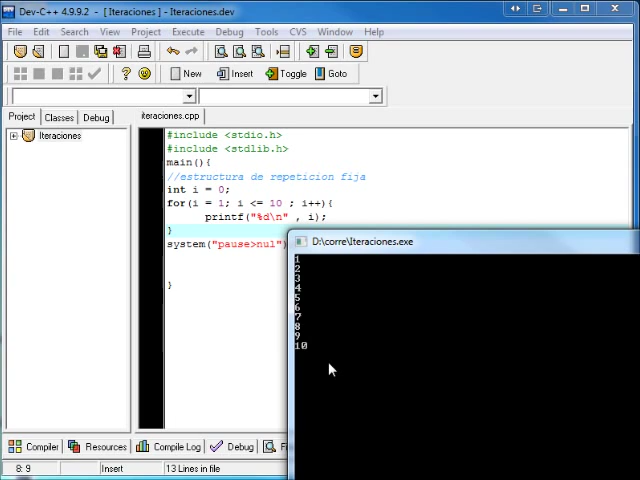 Dev-C++ 4.9.9.2 - [ Iteraciones ] - Iteraciones.dev
File Edit Search View Project Execute Debug Tools CVS Window Help
New Insert Toggle Goto
Project Classes Debug
iteraciones.cpp
Iteraciones
#include <stdio.h>
#include <stdlib.h>
main(){
//estructura de repeticion fija
int i = 0;
for(i = 1; i <= 10 ; i++){
printf("%d\n" , i);
}
system("pause>nul")
}
D:\corre\Iteraciones.exe
1
2
3
4
5
6
7
8
9
10
Compiler Resources Compile Log Debug
8: 9 Insert 13 Lines in file